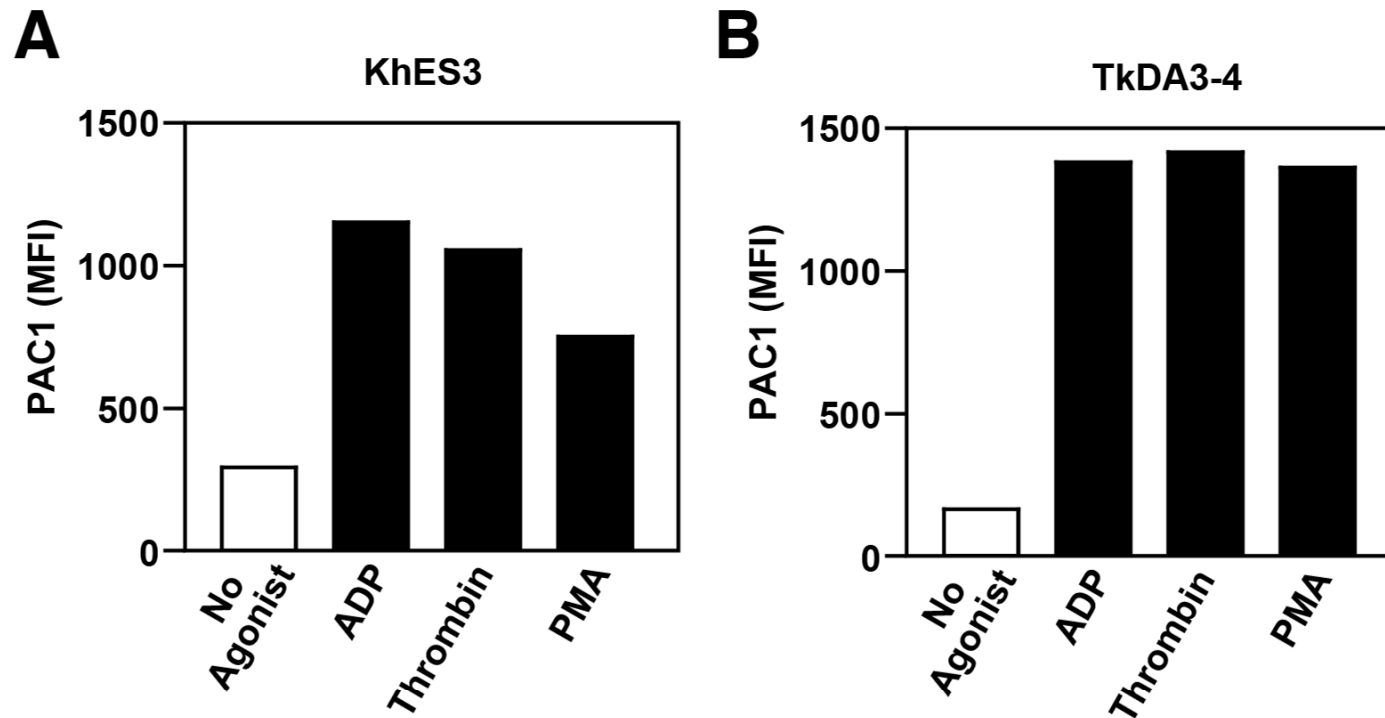 A
KhES3
PAC1 (MFI)
1500
1000
500
0
No
Agonist
ADP
Thrombin
PMA
B
TkDA3-4
PAC1 (MFI)
1500
1000
500
0
No
Agonist
ADP
Thrombin
PMA